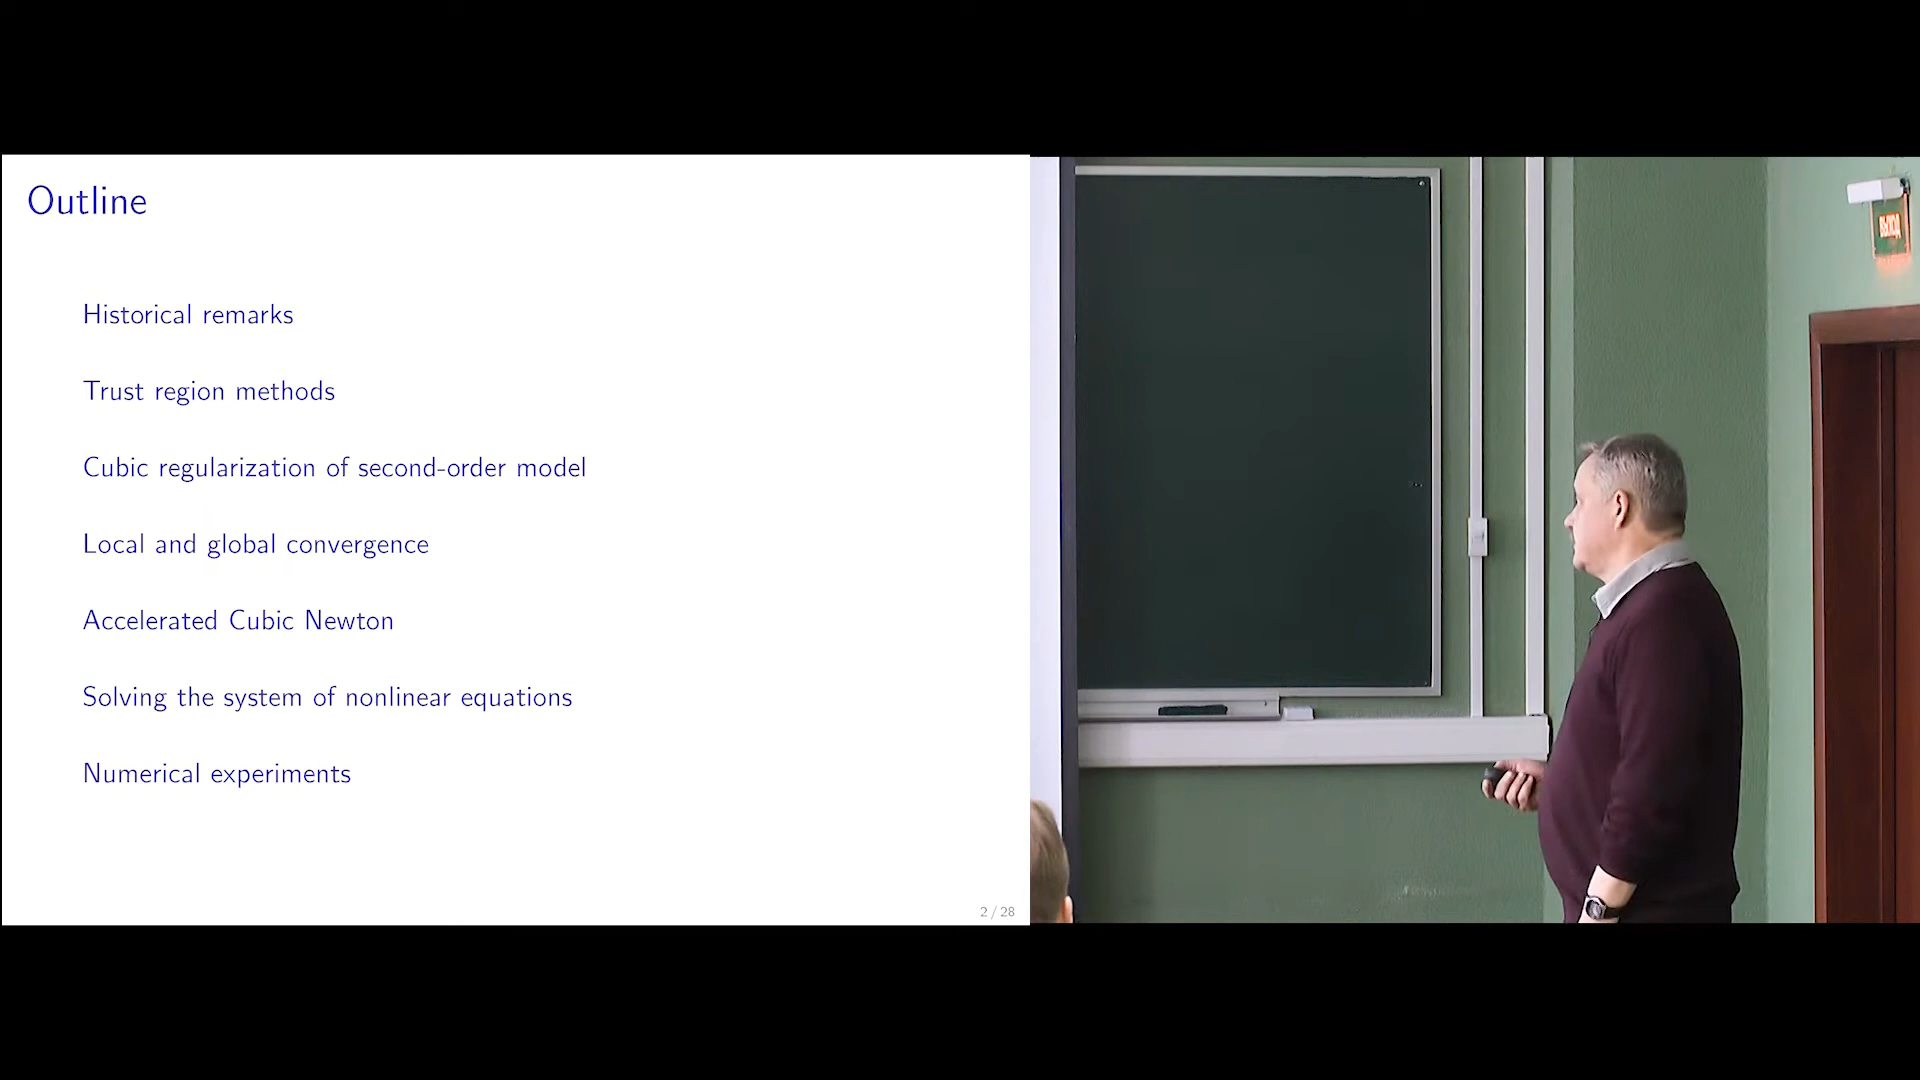 Outline
Historical remarks
Trust region methods
Cubic regularization of second-order model
Local and global convergence
Accelerated Cubic Newton
Solving the system of nonlinear equations
Numerical experiments
2 / 28
ВЫХОД